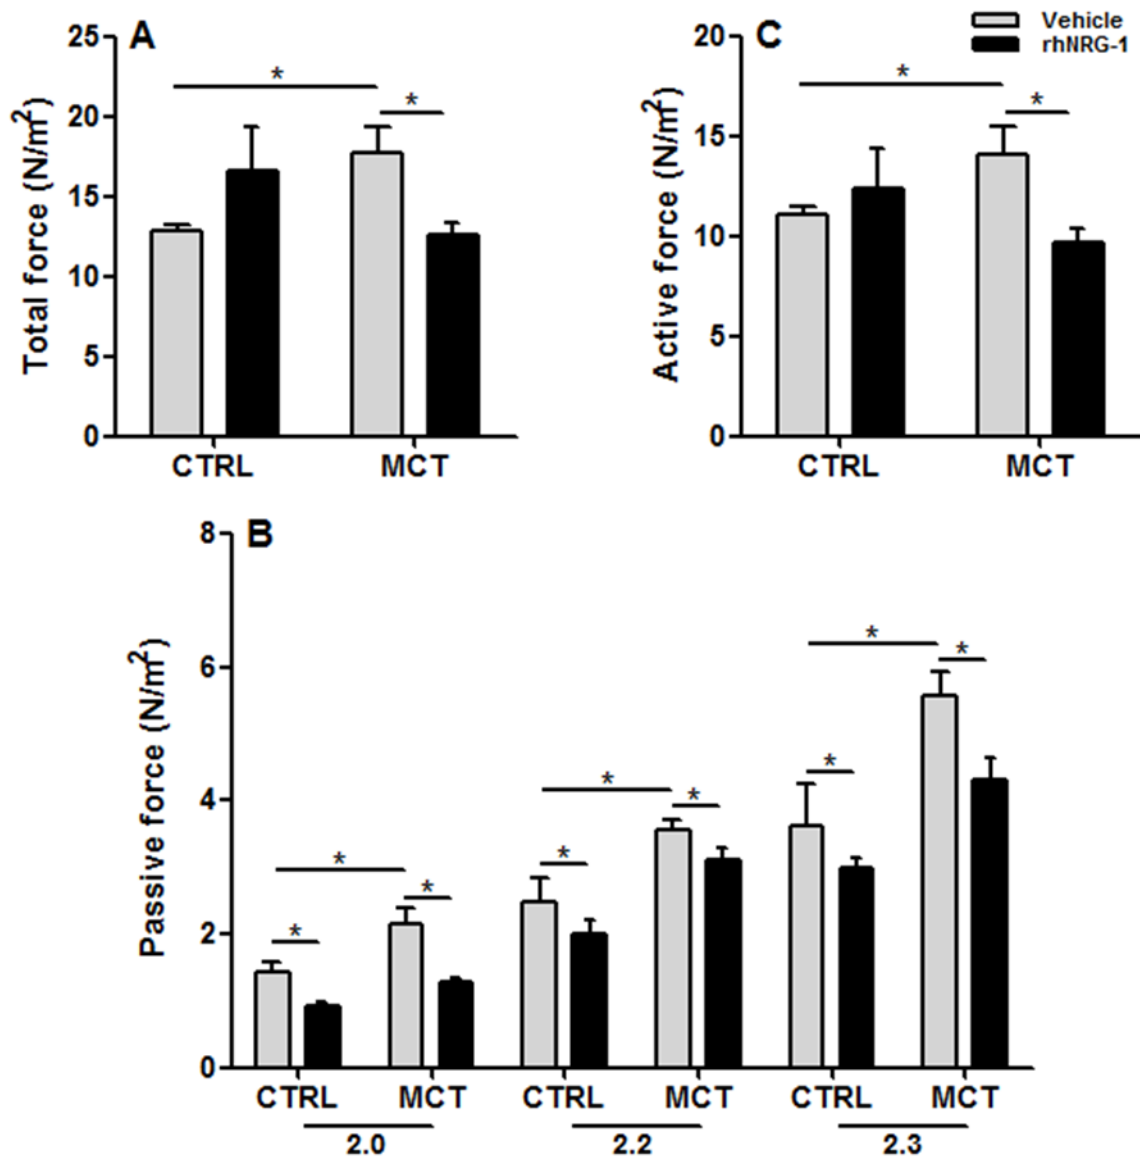 A
Total force (N/m²)
25
20
15
10
5
0
*
*
CTRL MCT
C
Vehicle
rhNRG-1
Active force (N/m²)
20
15
10
5
0
*
*
CTRL MCT
B
Passive force (N/m²)
8
6
4
2
0
*
*
*
*
*
*
*
*
*
CTRL MCT CTRL MCT CTRL MCT
2.0 2.2 2.3